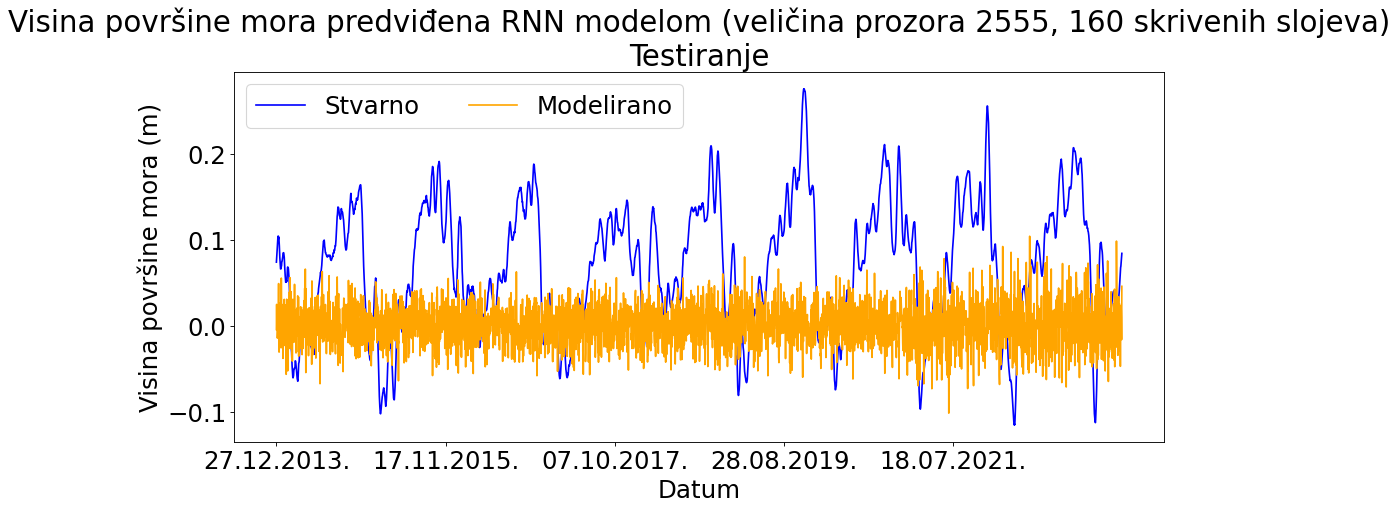 Visina površine mora predviđena RNN modelom (veličina prozora 2555, 160 skrivenih slojeva)
Testiranje
Stvarno
Modelirano
Visina površine mora (m)
0.2
0.1
0.0
−0.1
27.12.2013.
17.11.2015.
07.10.2017.
28.08.2019.
18.07.2021.
Datum